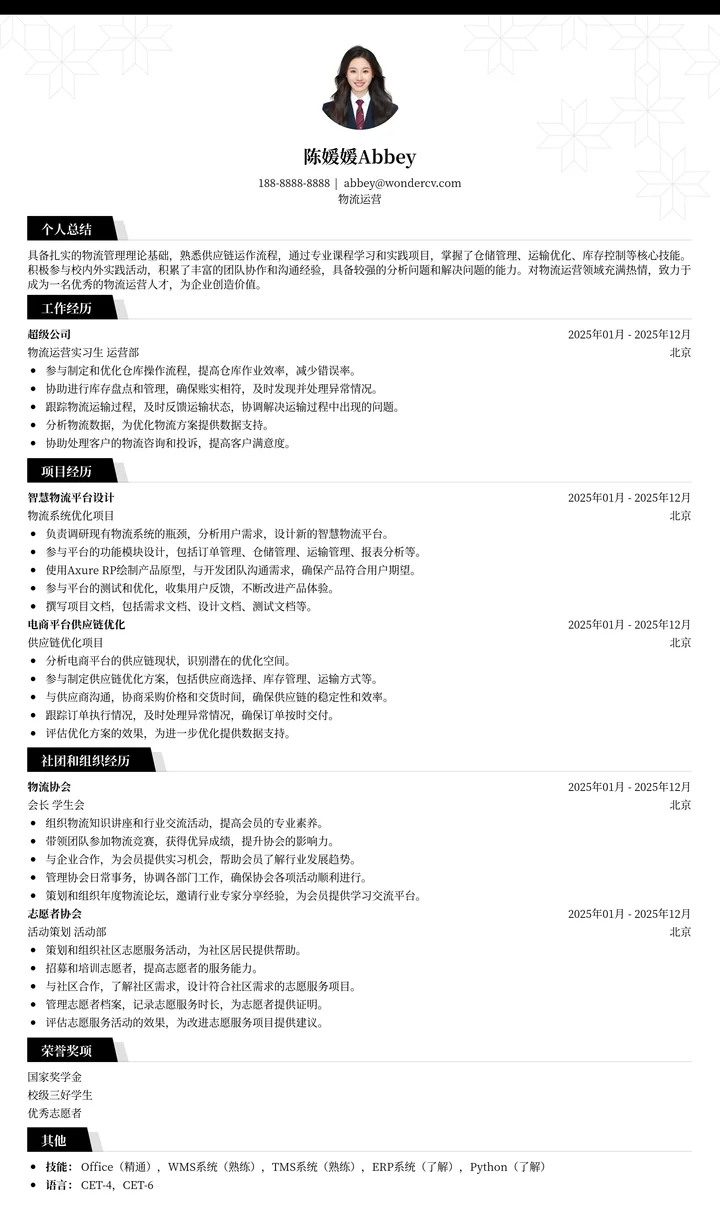 陈媛媛Abbey
188-8888-8888 | abbey@wondercv.com
物流运营
个人总结
具备扎实的物流管理理论基础，熟悉供应链运作流程，通过专业课程学习和实践项目，掌握了仓储管理、运输优化、库存控制等核心技能。
积极参与校内外实践活动，积累了丰富的团队协作和沟通经验，具备较强的分析问题和解决问题的能力。对物流运营领域充满热情，致力于
成为一名优秀的物流运营人才，为企业创造价值。
工作经历
超级公司 2025年01月 - 2025年12月
物流运营实习生 运营部 北京
● 参与制定和优化仓库操作流程，提高仓库作业效率，减少错误率。
● 协助进行库存盘点和管理，确保账实相符，及时发现并处理异常情况。
● 跟踪物流运输过程，及时反馈运输状态，协调解决运输过程中出现的问题。
● 分析物流数据，为优化物流方案提供数据支持。
● 协助处理客户的物流咨询和投诉，提高客户满意度。
项目经历
智慧物流平台设计 2025年01月 - 2025年12月
物流系统优化项目 北京
● 负责调研现有物流系统的瓶颈，分析用户需求，设计新的智慧物流平台。
● 参与平台的功能模块设计，包括订单管理、仓储管理、运输管理、报表分析等。
● 使用Axure RP绘制产品原型，与开发团队沟通需求，确保产品符合用户期望。
● 参与平台的测试和优化，收集用户反馈，不断改进产品体验。
● 撰写项目文档，包括需求文档、设计文档、测试文档等。
电商平台供应链优化 2025年01月 - 2025年12月
供应链优化项目 北京
● 分析电商平台的供应链现状，识别潜在的优化空间。
● 参与制定供应链优化方案，包括供应商选择、库存管理、运输方式等。
● 与供应商沟通，协商采购价格和交货时间，确保供应链的稳定性和效率。
● 跟踪订单执行情况，及时处理异常情况，确保订单按时交付。
● 评估优化方案的效果，为进一步优化提供数据支持。
社团和组织经历
物流协会 2025年01月 - 2025年12月
会长 学生会 北京
● 组织物流知识讲座和行业交流活动，提高会员的专业素养。
● 带领团队参加物流竞赛，获得优异成绩，提升协会的影响力。
● 与企业合作，为会员提供实习机会，帮助会员了解行业发展趋势。
● 管理协会日常事务，协调各部门工作，确保协会各项活动顺利进行。
● 策划和组织年度物流论坛，邀请行业专家分享经验，为会员提供学习交流平台。
志愿者协会 2025年01月 - 2025年12月
活动策划 活动部 北京
● 策划和组织社区志愿服务活动，为社区居民提供帮助。
● 招募和培训志愿者，提高志愿者的服务能力。
● 与社区合作，了解社区需求，设计符合社区需求的志愿服务项目。
● 管理志愿者档案，记录志愿服务时长，为志愿者提供证明。
● 评估志愿服务活动的效果，为改进志愿服务项目提供建议。
荣誉奖项
国家奖学金
校级三好学生
优秀志愿者
其他
● 技能： Office（精通），WMS系统（熟练），TMS系统（熟练），ERP系统（了解），Python（了解）
● 语言： CET-4，CET-6